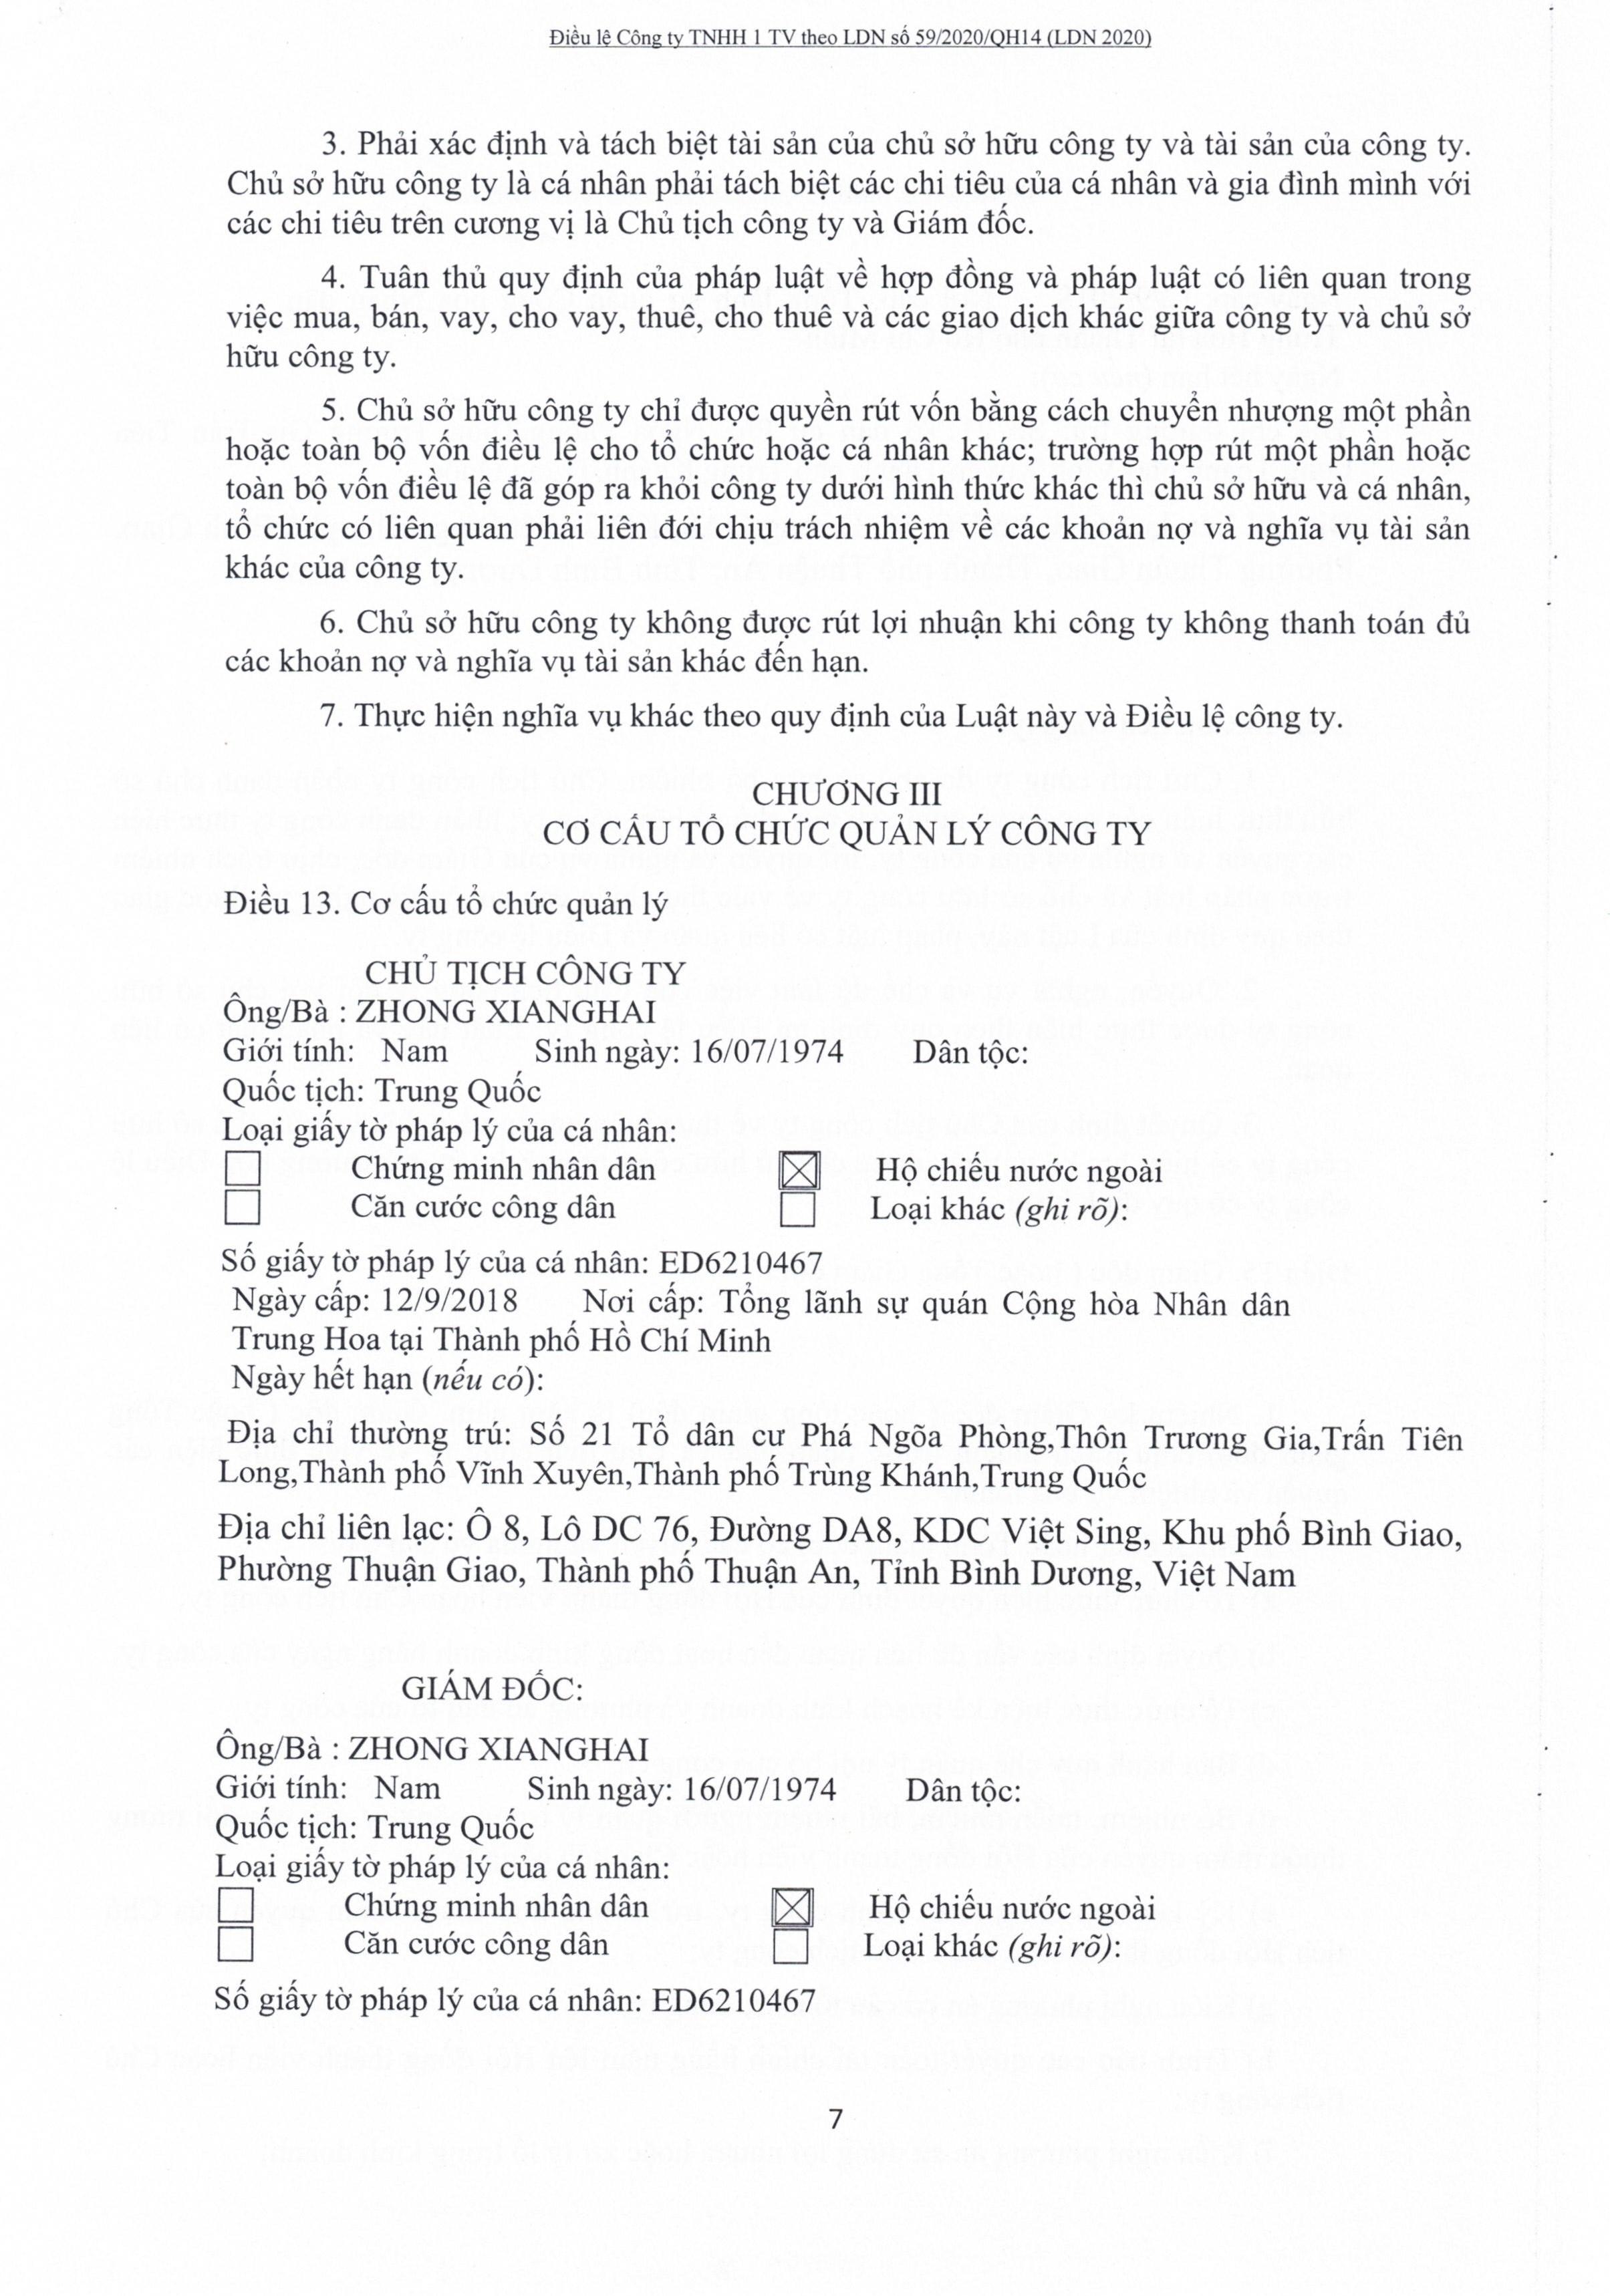 Điều lệ Công ty TNHH 1 TV theo LDN số 59/2020/QH14 (LDN 2020)
3. Phải xác định và tách biệt tài sản của chủ sở hữu công ty và tài sản của công ty.
Chủ sở hữu công ty là cá nhân phải tách biệt các chi tiêu của cá nhân và gia đình mình với
các chi tiêu trên cương vị là Chủ tịch công ty và Giám đốc.
4. Tuân thủ quy định của pháp luật về hợp đồng và pháp luật có liên quan trong
việc mua, bán, vay, cho vay, thuê, cho thuê và các giao dịch khác giữa công ty và chủ sở
hữu công ty.
5. Chủ sở hữu công ty chỉ được quyền rút vốn bằng cách chuyển nhượng một phần
hoặc toàn bộ vốn điều lệ cho tổ chức hoặc cá nhân khác; trường hợp rút một phần hoặc
toàn bộ vốn điều lệ đã góp ra khỏi công ty dưới hình thức khác thì chủ sở hữu và cá nhân,
tổ chức có liên quan phải liên đới chịu trách nhiệm về các khoản nợ và nghĩa vụ tài sản
khác của công ty.
6. Chủ sở hữu công ty không được rút lợi nhuận khi công ty không thanh toán đủ
các khoản nợ và nghĩa vụ tài sản khác đến hạn.
7. Thực hiện nghĩa vụ khác theo quy định của Luật này và Điều lệ công ty.
CHƯƠNG III
CƠ CẤU TỔ CHỨC QUẢN LÝ CÔNG TY
Điều 13. Cơ cấu tổ chức quản lý
CHỦ TỊCH CÔNG TY
Ông/Bà : ZHONG XIANGHAI
Giới tính: Nam Sinh ngày: 16/07/1974 Dân tộc:
Quốc tịch: Trung Quốc
Loại giấy tờ pháp lý của cá nhân:
☐ Chứng minh nhân dân ☒ Hộ chiếu nước ngoài
☐ Căn cước công dân ☐ Loại khác (ghi rõ):
Số giấy tờ pháp lý của cá nhân: ED6210467
Ngày cấp: 12/9/2018 Nơi cấp: Tổng lãnh sự quán Cộng hòa Nhân dân
Trung Hoa tại Thành phố Hồ Chí Minh
Ngày hết hạn (nếu có):
Địa chỉ thường trú: Số 21 Tổ dân cư Phá Ngõa Phòng,Thôn Trương Gia,Trấn Tiên
Long,Thành phố Vĩnh Xuyên,Thành phố Trùng Khánh,Trung Quốc
Địa chỉ liên lạc: Ô 8, Lô DC 76, Đường DA8, KDC Việt Sing, Khu phố Bình Giao,
Phường Thuận Giao, Thành phố Thuận An, Tỉnh Bình Dương, Việt Nam
GIÁM ĐỐC:
Ông/Bà : ZHONG XIANGHAI
Giới tính: Nam Sinh ngày: 16/07/1974 Dân tộc:
Quốc tịch: Trung Quốc
Loại giấy tờ pháp lý của cá nhân:
☐ Chứng minh nhân dân ☒ Hộ chiếu nước ngoài
☐ Căn cước công dân ☐ Loại khác (ghi rõ):
Số giấy tờ pháp lý của cá nhân: ED6210467
7